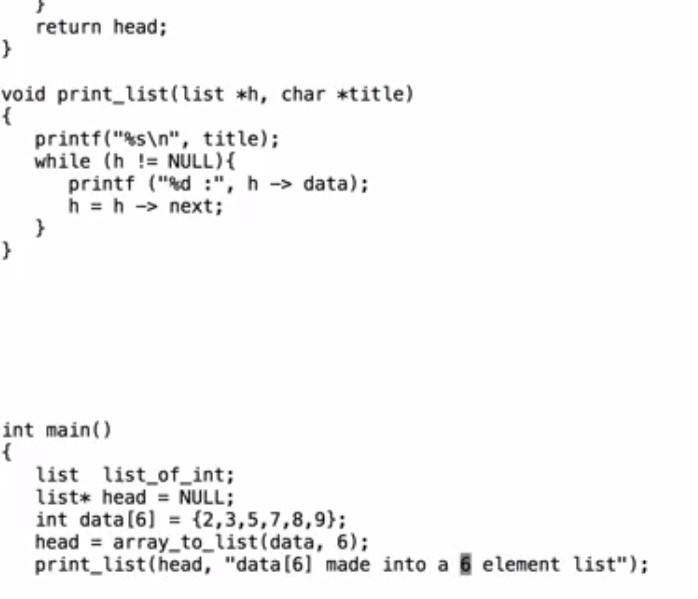 }
return head;
}
void print_list(list *h, char *title)
{
printf("%s\n", title);
while (h != NULL){
printf ("%d :", h -> data);
h = h -> next;
}
}
int main()
{
list  list_of_int;
list* head = NULL;
int data[6] = {2,3,5,7,8,9};
head = array_to_list(data, 6);
print_list(head, "data[6] made into a 6 element list");